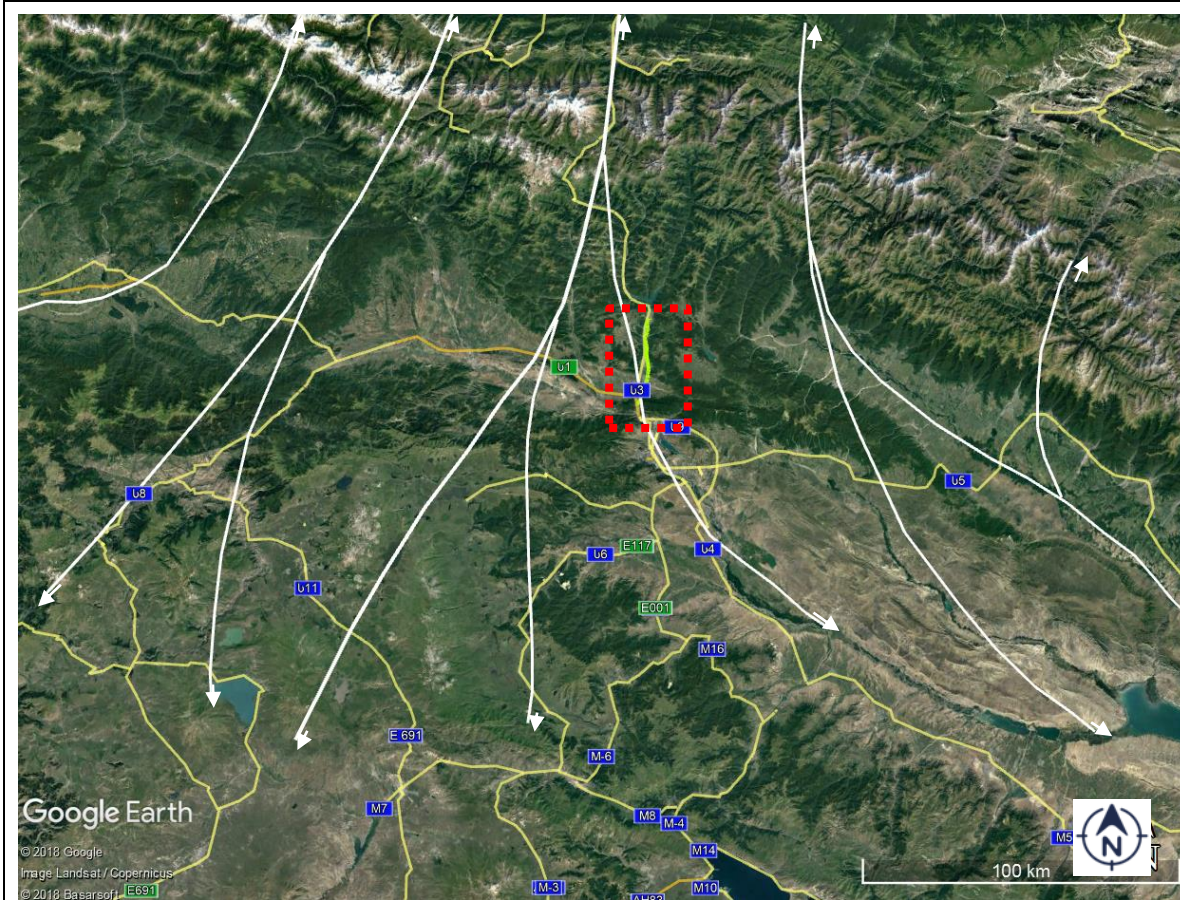 ს1
ს3
ს5
ს8
ს4
E117
ს6
ს11
E001
M16
E 691
M-6
M7
M8
M-4
M5
M14
M-3
M10
E691
Google Earth
© 2018 Google
Image Landsat / Copernicus
© 2018 Basarsoft
100 km
N